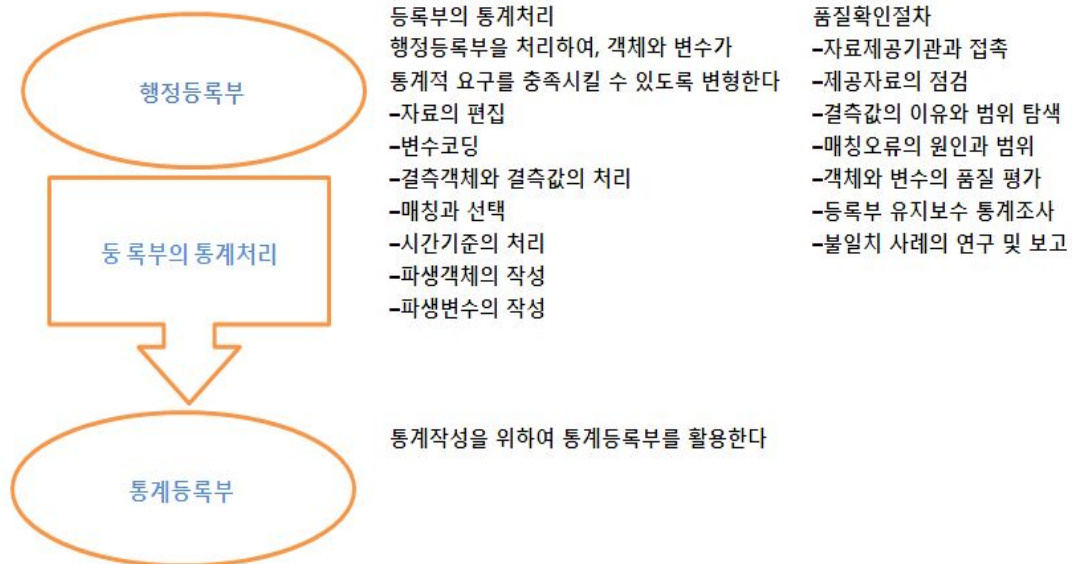 행정등록부
둥 록부의 통계처리
통계등록부
등록부의 통계처리
행정등록부을 처리하여, 객체와 변수가
통계적 요구를 충족시킬 수 있도록 변형한다
-자료의 편집
-변수코딩
-결측객체와 결측값의 처리
-매칭과 선택
-시간기준의 처리
-파생객체의 작성
-파생변수의 작성
통계작성을 위하여 통계등록부를 활용한다
품질확인절차
-자료제공기관과 접촉
-제공자료의 점검
-결측값의 이유와 범위 탐색
-매칭오류의 원인과 범위
-객체와 변수의 품질 평가
-등록부 유지보수 통계조사
-불일치 사례의 연구 및 보고